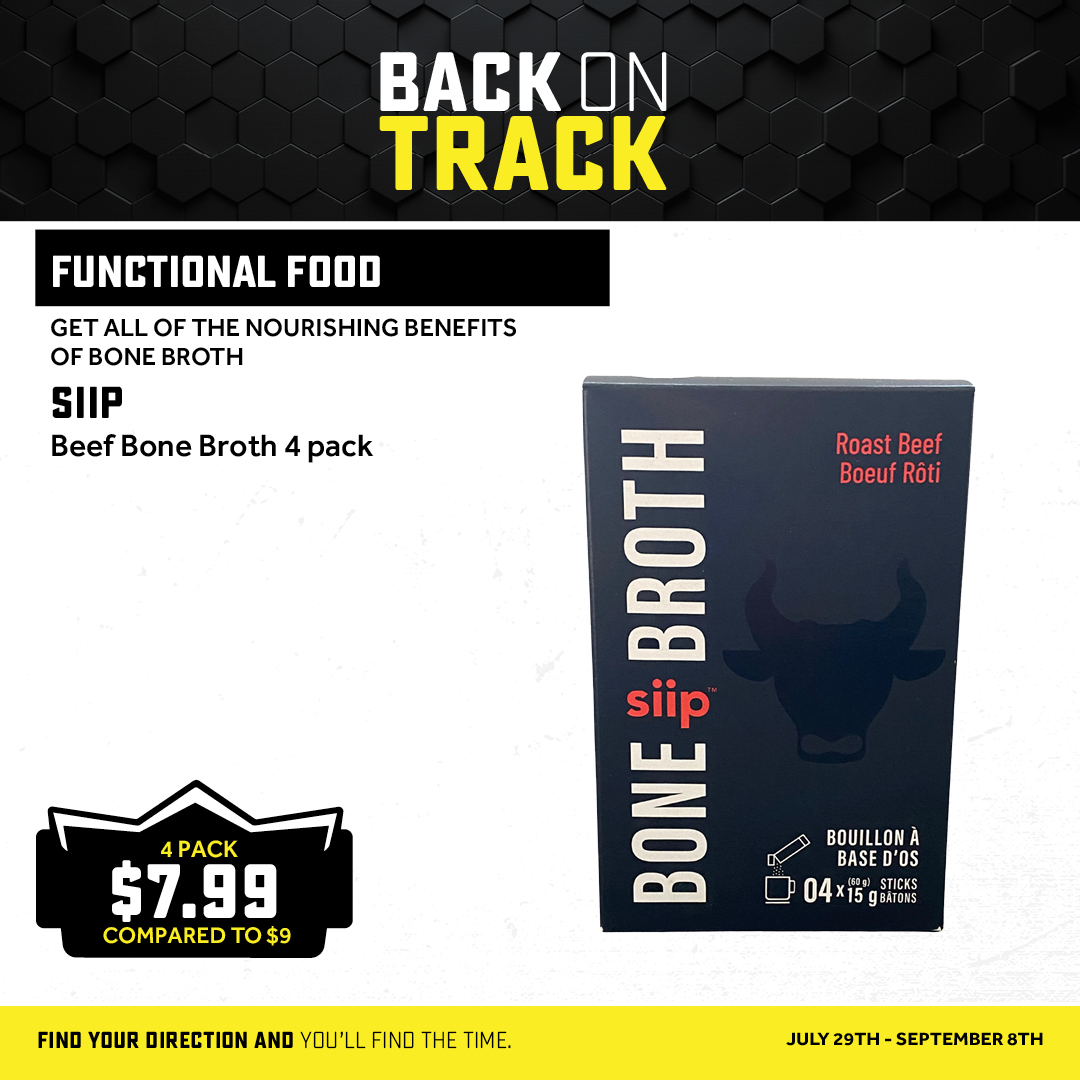 BACK ON
TRACK
FUNCTIONAL FOOD
GET ALL OF THE NOURISHING BENEFITS
OF BONE BROTH
SIIP
Beef Bone Broth 4 pack
Roast Beef
Boeuf Rôti
BONE siip™ BROTH
BOUILLON À
BASE D'OS
04 x 15 g (60 g) STICKS
BÂTONS
4 PACK
$7.99
COMPARED TO $9
FIND YOUR DIRECTION AND YOU'LL FIND THE TIME.
JULY 29TH - SEPTEMBER 8TH